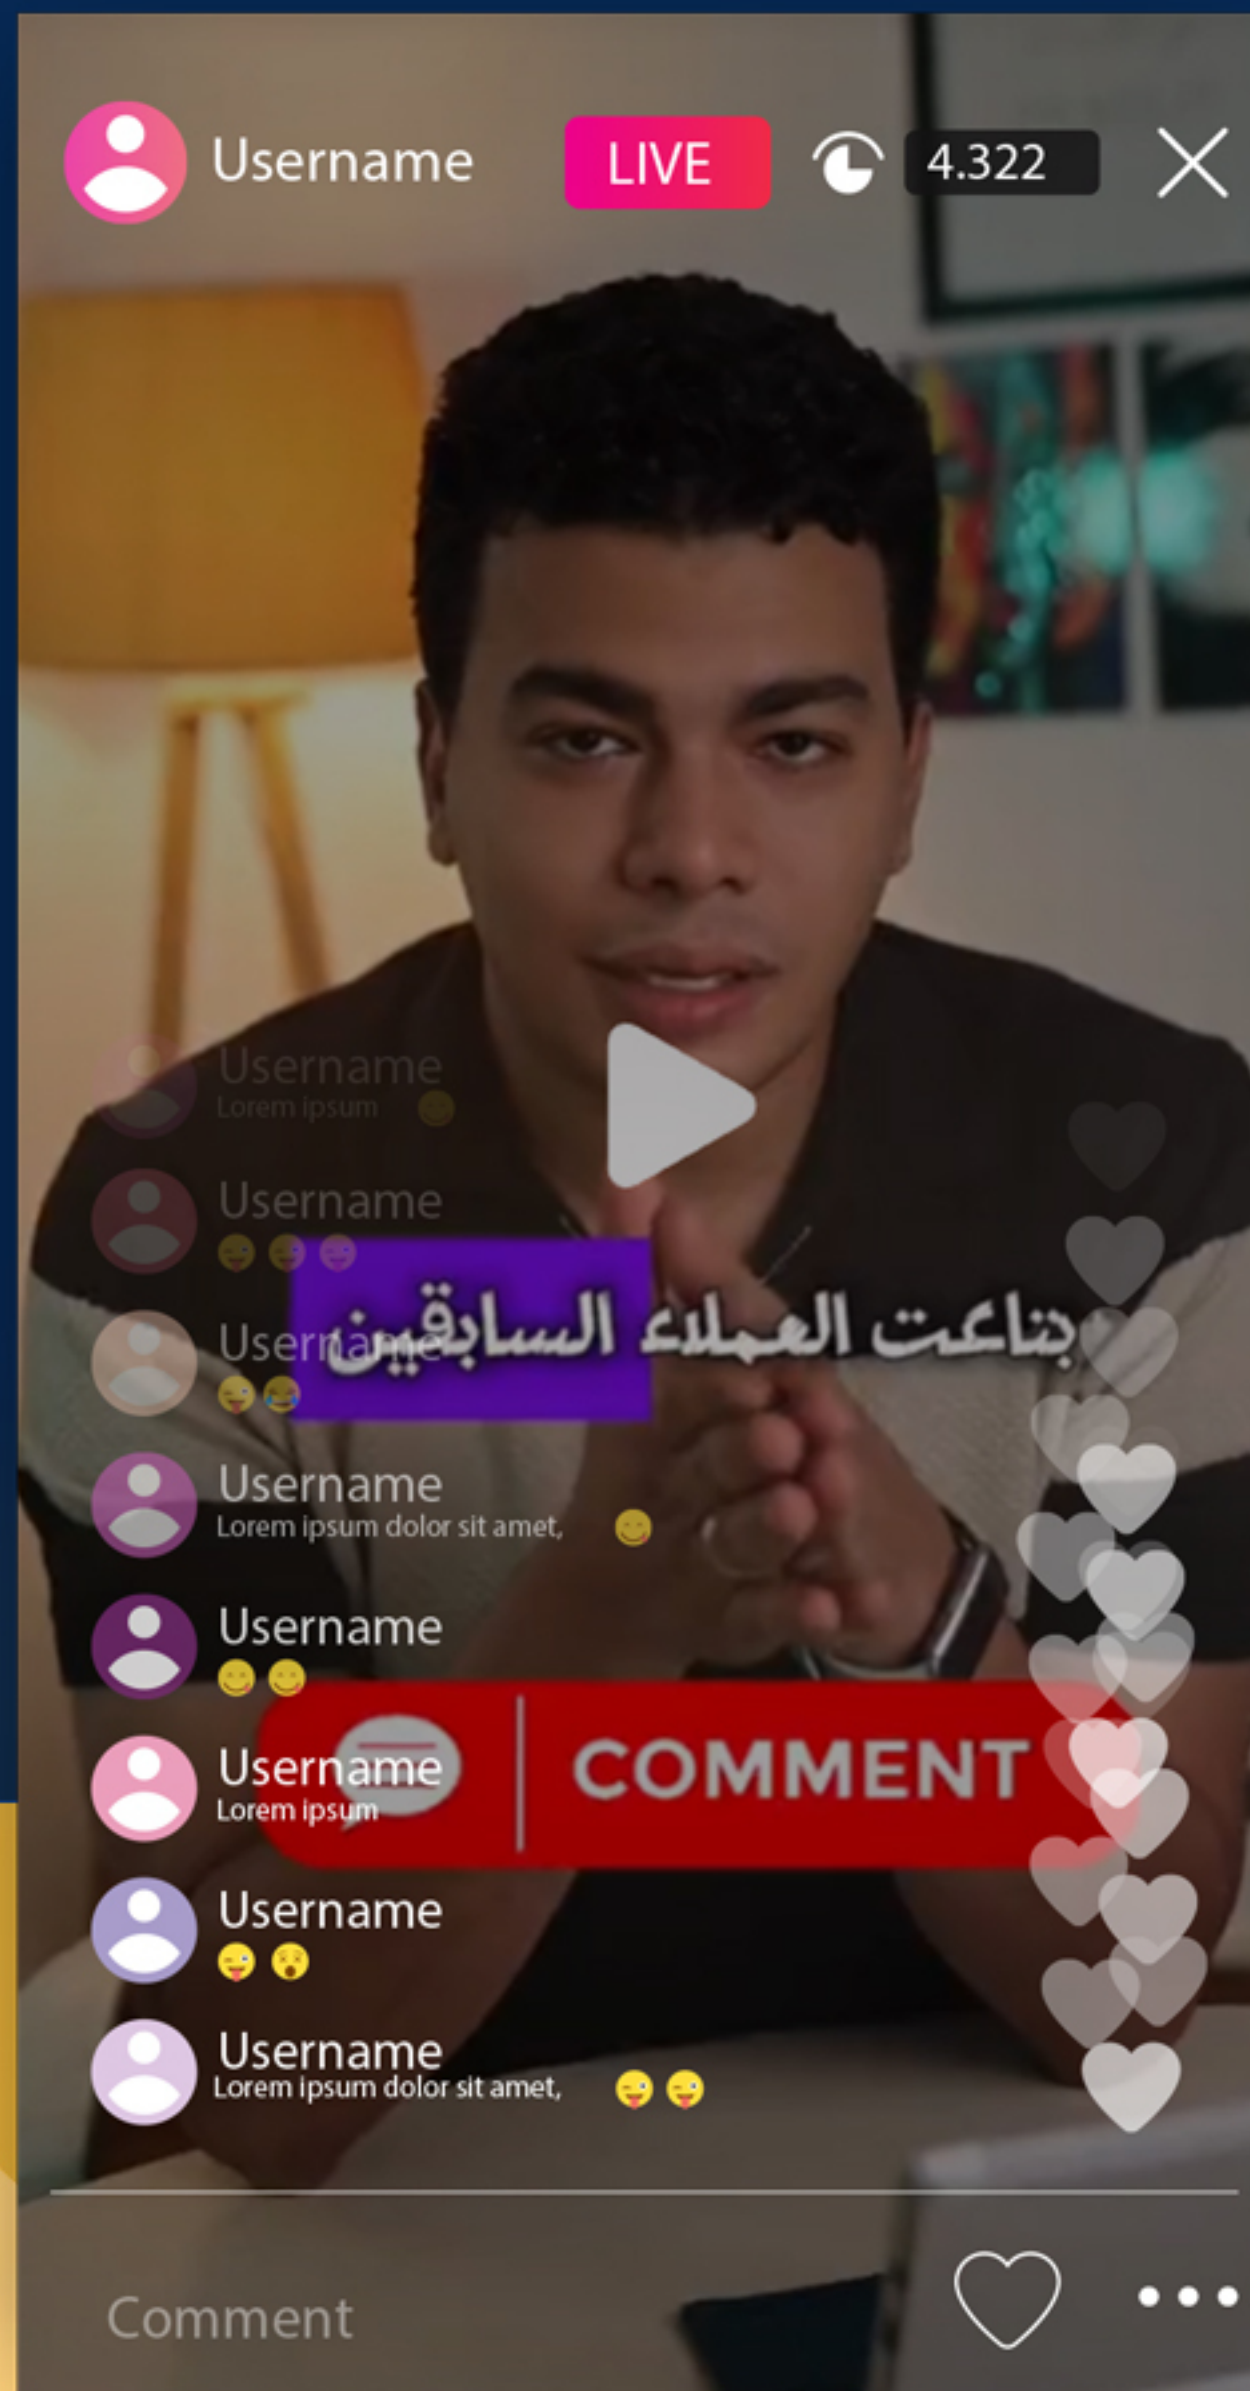 Username LIVE 4.322
Username
Lorem ipsum 😋
Username
😜 😜 😜
بتاعت العملاء السابقين
Username
😜 😂
Username
Lorem ipsum dolor sit amet, 😋
Username
😋 😋
COMMENT
Username
Lorem ipsum
Username
😜 😵
Username
Lorem ipsum dolor sit amet, 😜 😜
Comment